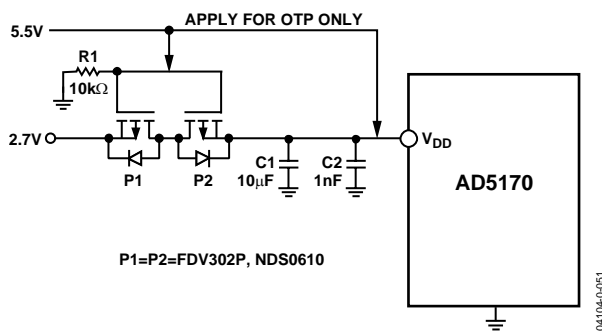 APPLY FOR OTP ONLY
5.5V
R1
10kΩ
2.7V
P1
P2
C1
10μF
C2
1nF
VDD
AD5170
P1=P2=FDV302P, NDS0610
04104-0-051